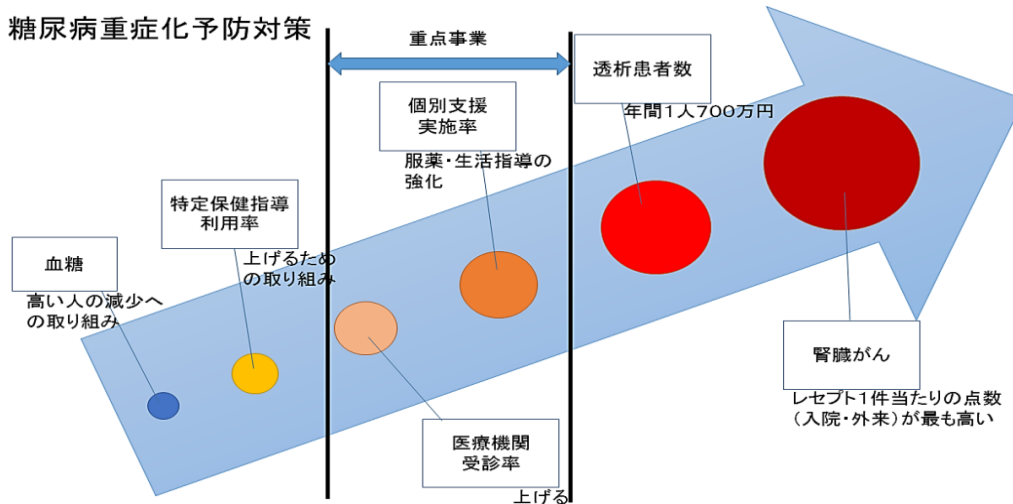 糖尿病重症化予防対策
重点事業
透析患者数
年間1人700万円
個別支援
実施率
服薬・生活指導の
強化
特定保健指導
利用率
上げるため
の取り組み
血糖
高い人の減少へ
の取り組み
腎臓がん
レセプト1件当たりの点数
(入院・外来)が最も高い
医療機関
受診率
上げる